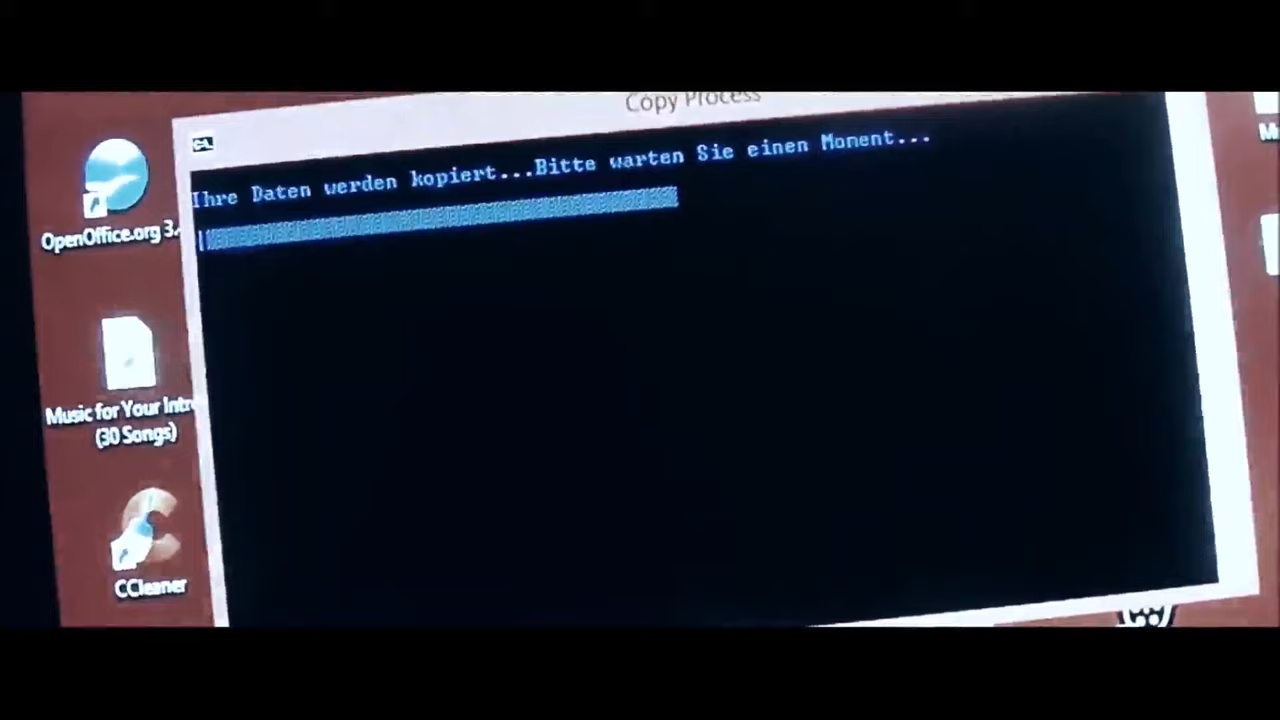 Copy Process
C:\.
Ihre Daten werden kopiert...Bitte warten Sie einen Monent...
OpenOffice.org 3.
Music for Your Intr
(30 Songs)
CCleaner
M